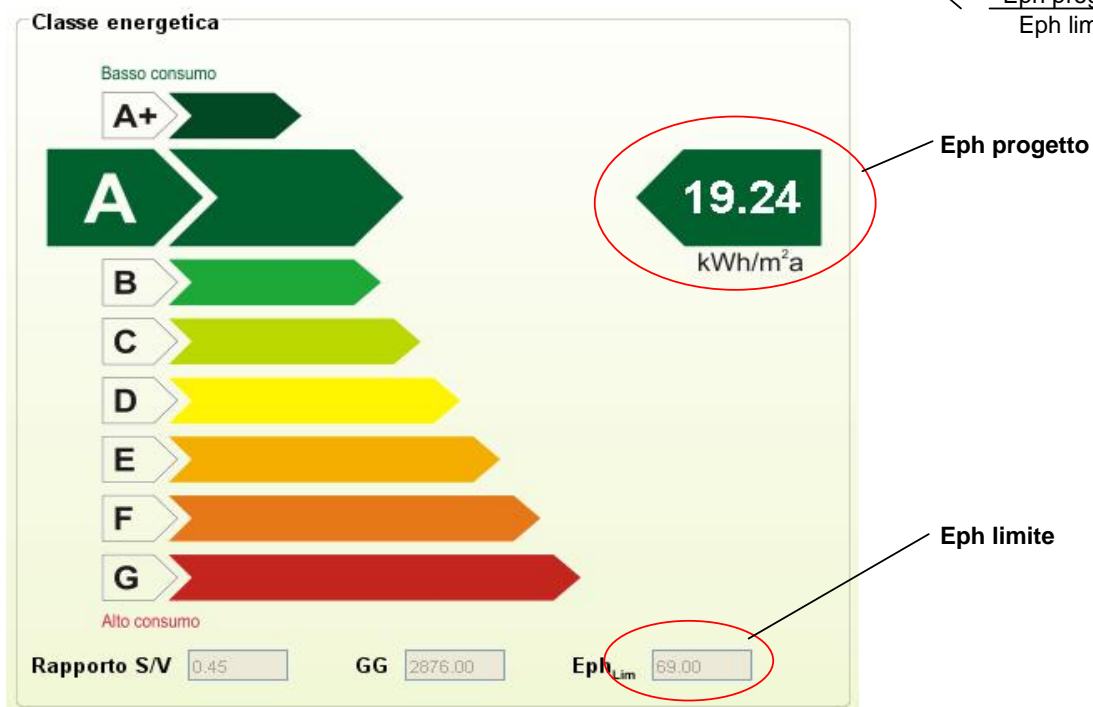 Eph
Eph lim
Classe energetica
Basso consumo
A+
A
19.24
kWh/m²a
Eph progetto
B
C
D
E
F
G
Eph limite
Alto consumo
Rapporto S/V 0.45 GG 2876.00 EphLim 69.00